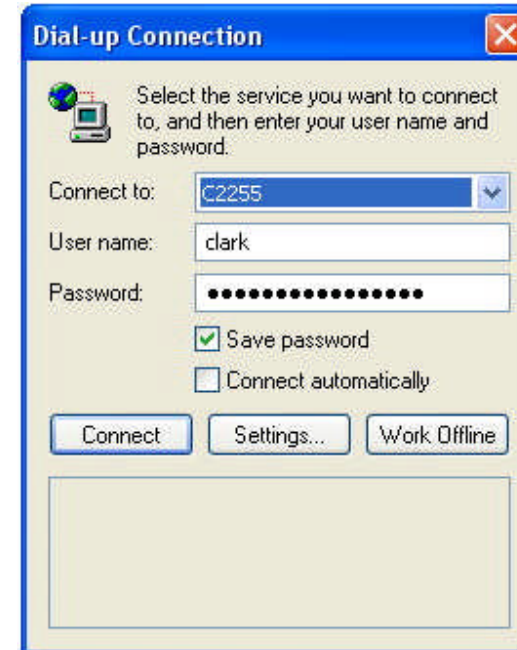 Dial-up Connection
Select the service you want to connect
to, and then enter your user name and
password.
Connect to: C2255
User name: clark
Password: ●●●●●●●●●●●●●●●●
Save password
Connect automatically
Connect Settings... Work Offline